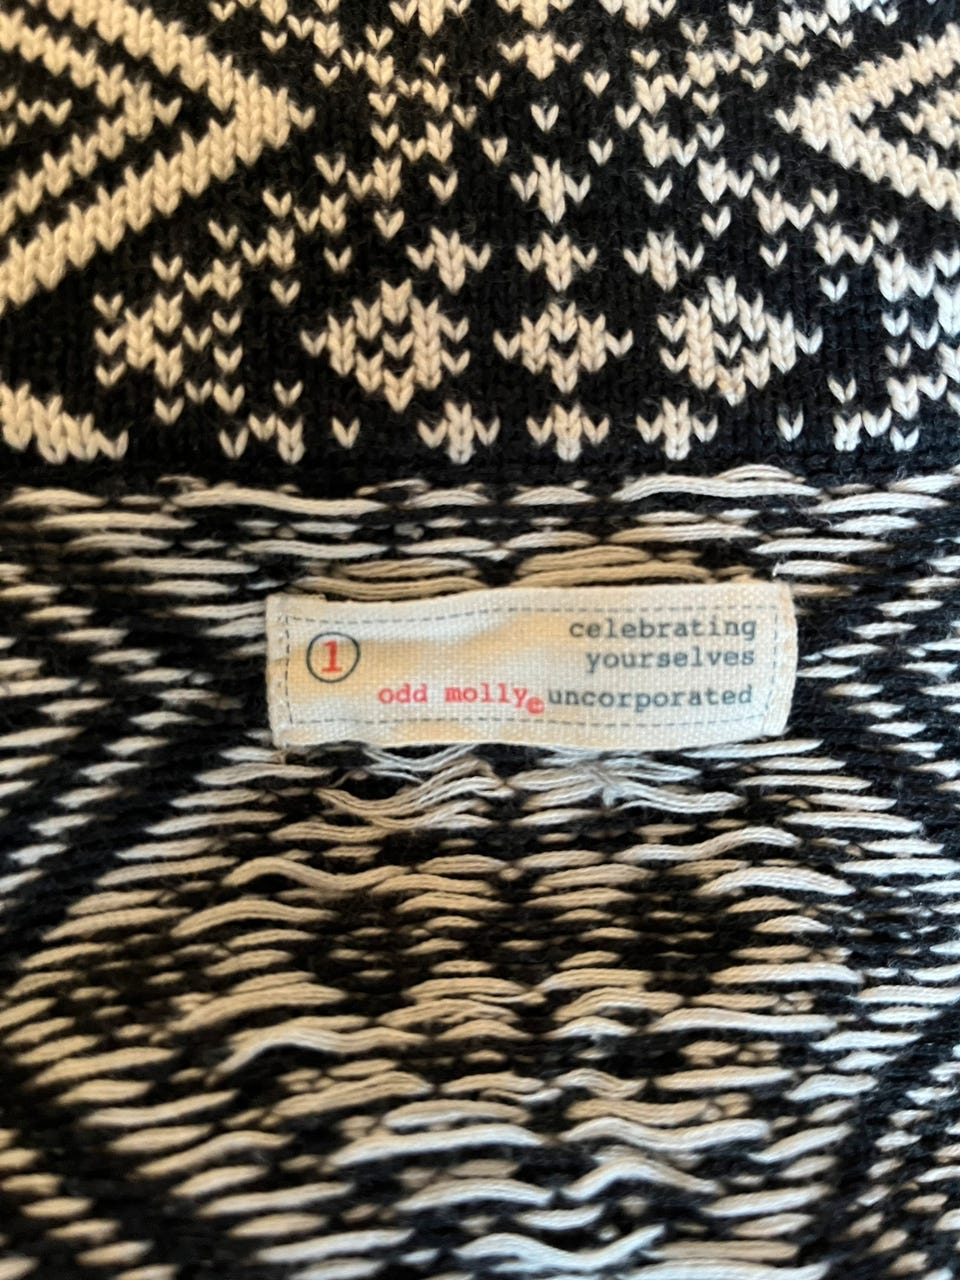 celebrating
① yourselves
odd molly© uncorporated